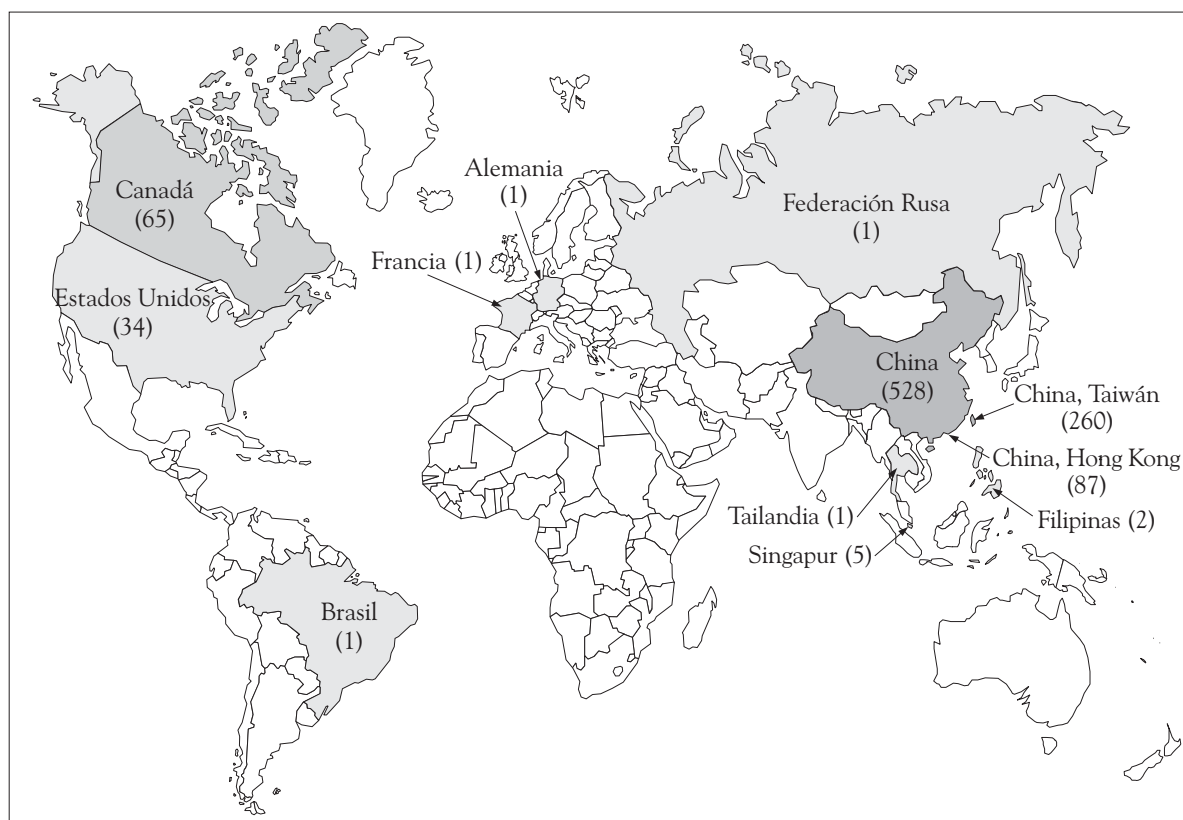 Canadá
(65)
Estados Unidos
(34)
Brasil
(1)
Alemania
(1)
Francia (1)
Federación Rusa
(1)
China
(528)
China, Taiwán
(260)
China, Hong Kong
(87)
Tailandia (1)
Filipinas (2)
Singapur (5)